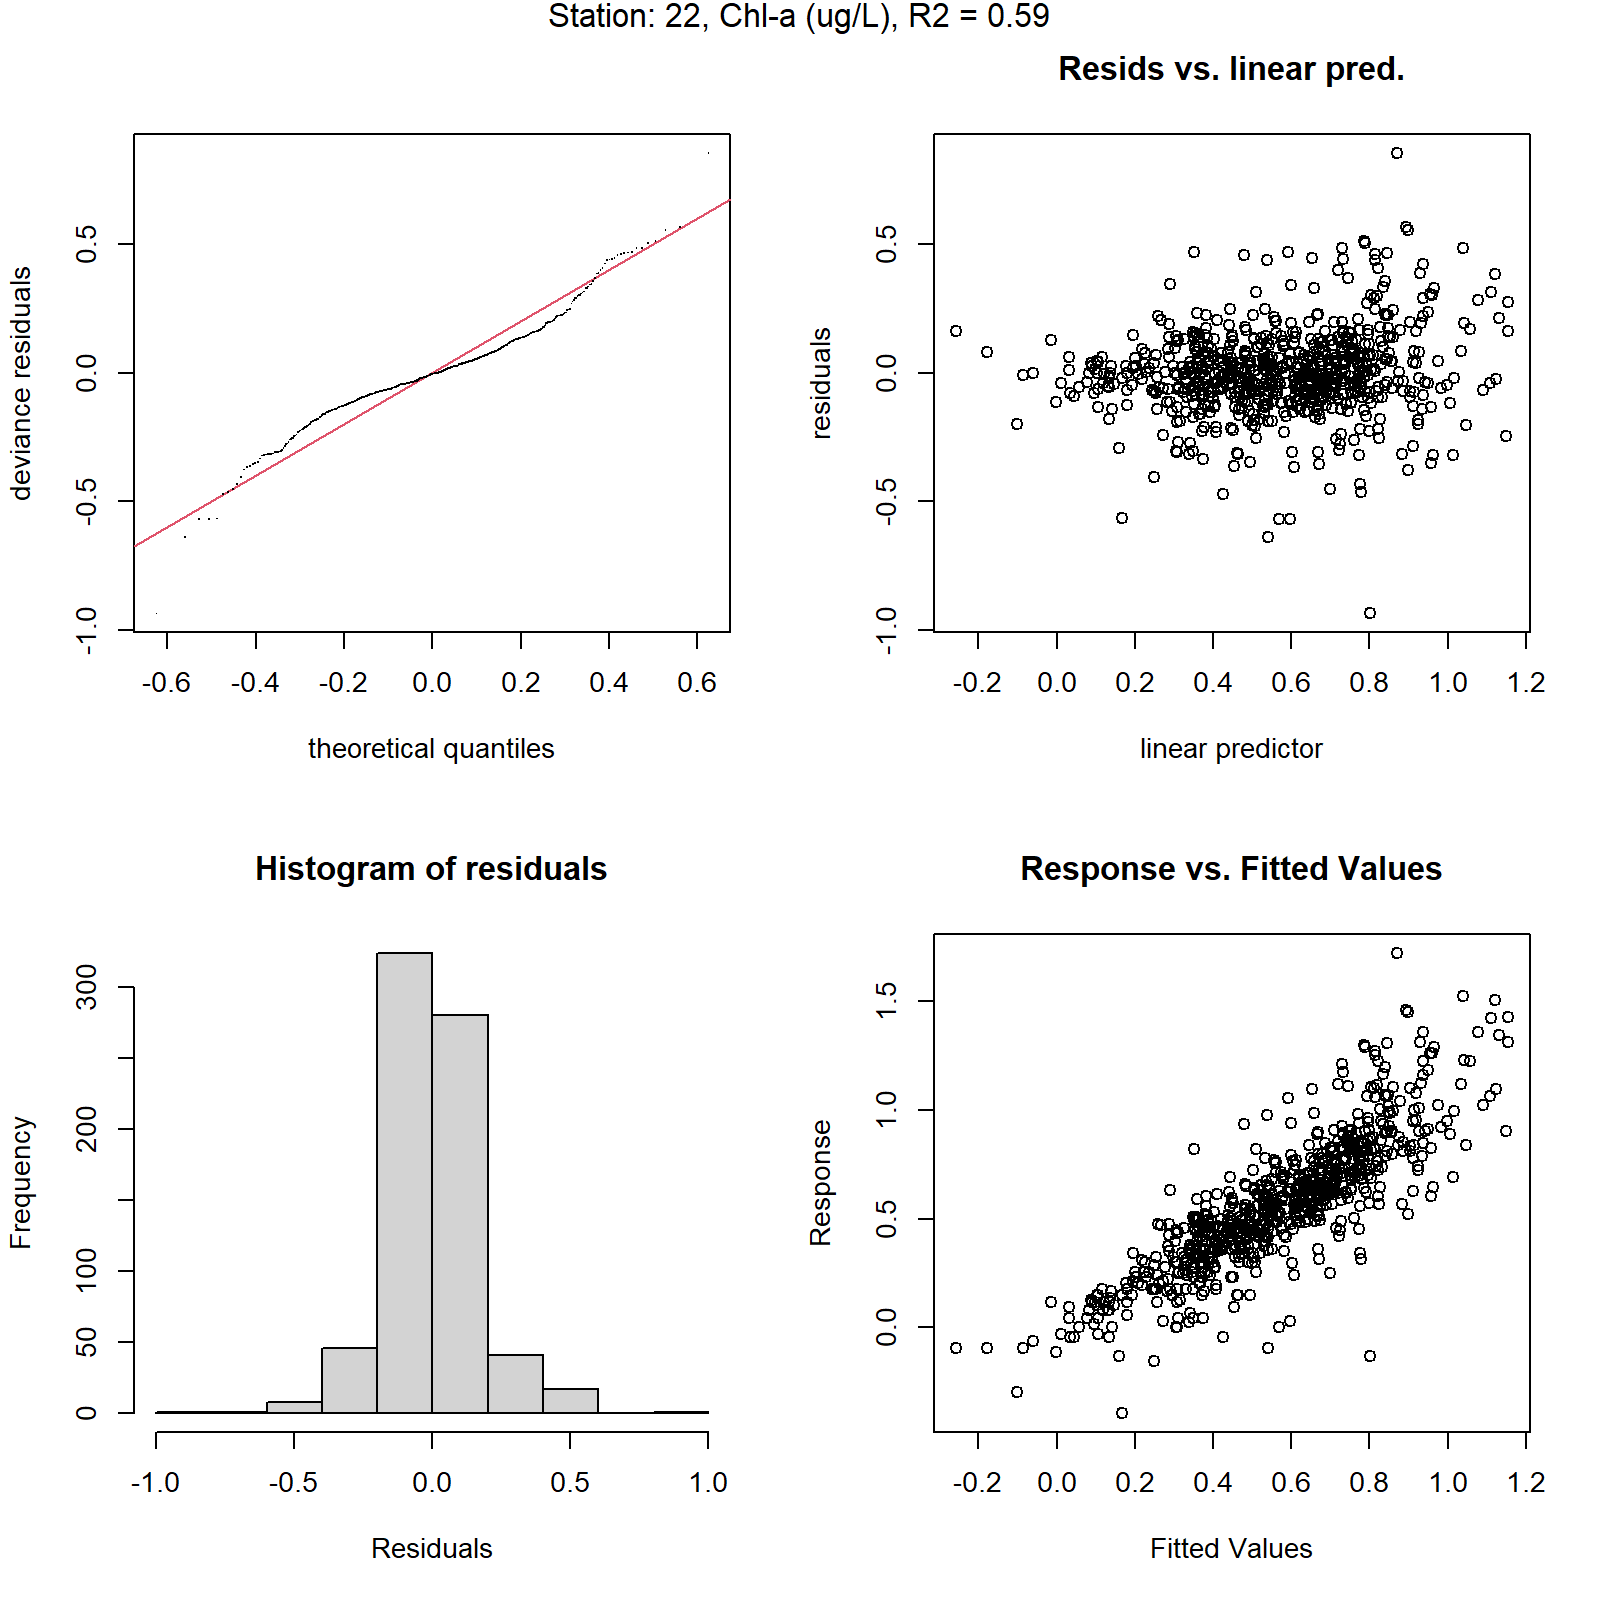 Station: 22, Chl-a (ug/L), R2 = 0.59
deviance residuals
-1.0 -0.5 0.0 0.5
-0.6 -0.4 -0.2 0.0 0.2 0.4 0.6
theoretical quantiles
Resids vs. linear pred.
residuals
-1.0 -0.5 0.0 0.5
-0.2 0.0 0.2 0.4 0.6 0.8 1.0 1.2
linear predictor
Histogram of residuals
Frequency
0 50 100 200 300
-1.0 -0.5 0.0 0.5 1.0
Residuals
Response vs. Fitted Values
Response
0.0 0.5 1.0 1.5
-0.2 0.0 0.2 0.4 0.6 0.8 1.0 1.2
Fitted Values